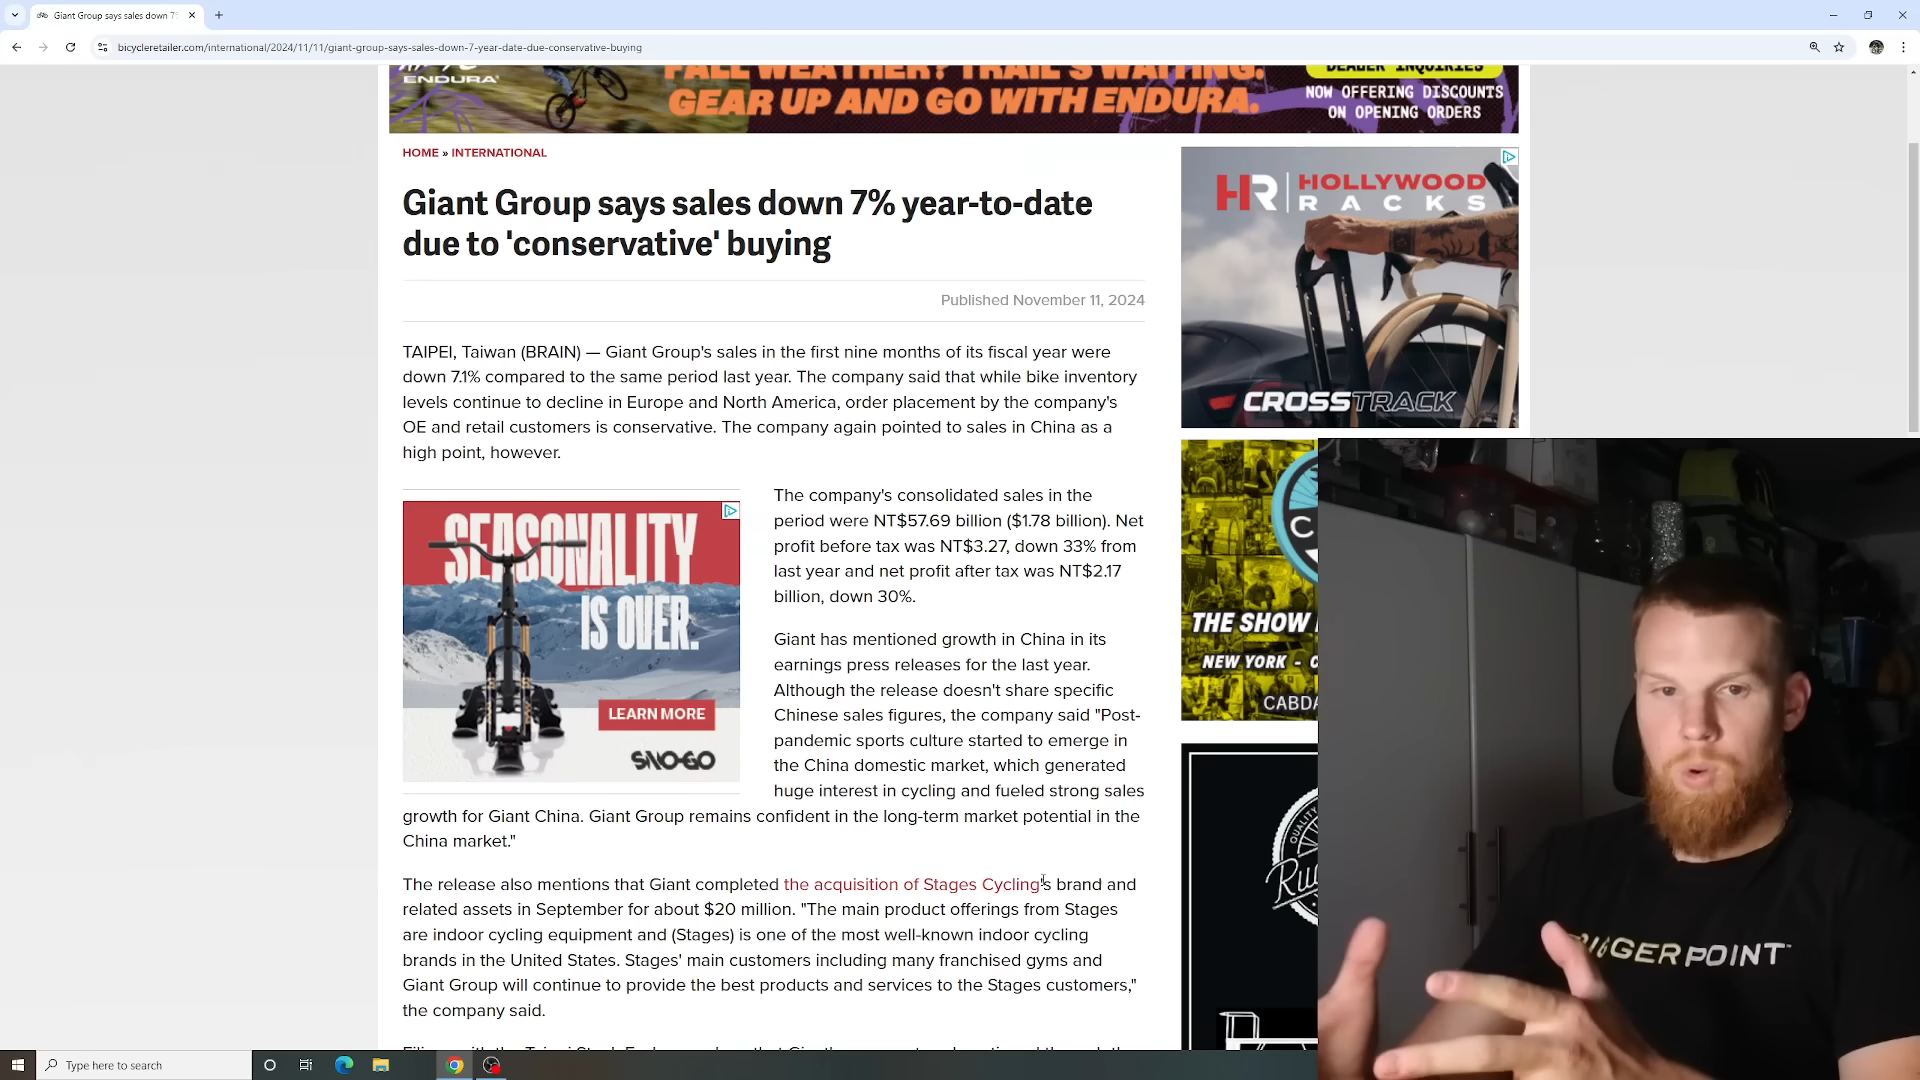 Giant Group says sales down 7%
bicycleretailer.com/international/2024/11/11/giant-group-says-sales-down-7-year-date-due-conservative-buying
ENDURA
FALL WEATHER? TRAIL'S WAITING.
GEAR UP AND GO WITH ENDURA.
DEALER INQUIRIES
NOW OFFERING DISCOUNTS
ON OPENING ORDERS
HOME » INTERNATIONAL
Giant Group says sales down 7% year-to-date
due to 'conservative' buying
Published November 11, 2024
TAIPEI, Taiwan (BRAIN) — Giant Group's sales in the first nine months of its fiscal year were
down 7.1% compared to the same period last year. The company said that while bike inventory
levels continue to decline in Europe and North America, order placement by the company's
OE and retail customers is conservative. The company again pointed to sales in China as a
high point, however.
SEASONALITY
IS OVER.
LEARN MORE
SNO-GO
The company's consolidated sales in the
period were NT$57.69 billion ($1.78 billion). Net
profit before tax was NT$3.27, down 33% from
last year and net profit after tax was NT$2.17
billion, down 30%.
Giant has mentioned growth in China in its
earnings press releases for the last year.
Although the release doesn't share specific
Chinese sales figures, the company said "Post-
pandemic sports culture started to emerge in
the China domestic market, which generated
huge interest in cycling and fueled strong sales
growth for Giant China. Giant Group remains confident in the long-term market potential in the
China market."
The release also mentions that Giant completed the acquisition of Stages Cycling's brand and
related assets in September for about $20 million. "The main product offerings from Stages
are indoor cycling equipment and (Stages) is one of the most well-known indoor cycling
brands in the United States. Stages' main customers including many franchised gyms and
Giant Group will continue to provide the best products and services to the Stages customers,"
the company said.
HR HOLLYWOOD
RACKS
CROSSTRACK
THE SHOW
NEW YORK - C
CABDA
QUALITY
Ru
GGERPOINT™
Type here to search